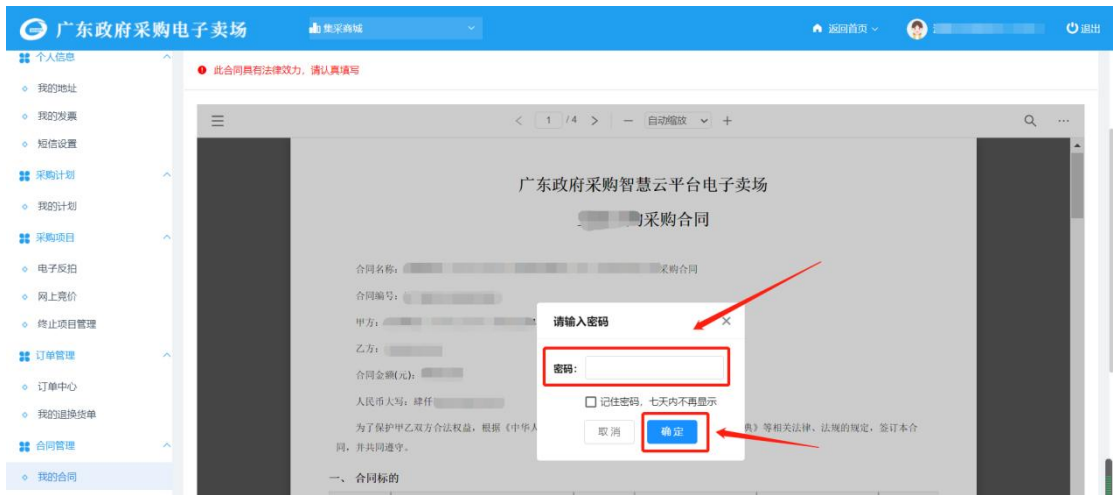 广东政府采购电子卖场
集采商城
返回首页
退出
个人信息
我的地址
我的发票
短信设置
采购计划
我的计划
采购项目
电子反拍
网上竞价
终止项目管理
订单管理
订单中心
我的退换货单
合同管理
我的合同
此合同具有法律效力，请认真填写
1 /4
自动缩放
广东政府采购智慧云平台电子卖场
采购合同
合同名称： 采购合同
合同编号：
甲方：
乙方：
合同金额(元)：
人民币大写：肆仟
为了保护甲乙双方合法权益，根据《中华人 典》等相关法律、法规的规定，签订本合
同，并共同遵守。
一、合同标的
请输入密码
密码：
记住密码，七天内不再显示
取消
确定